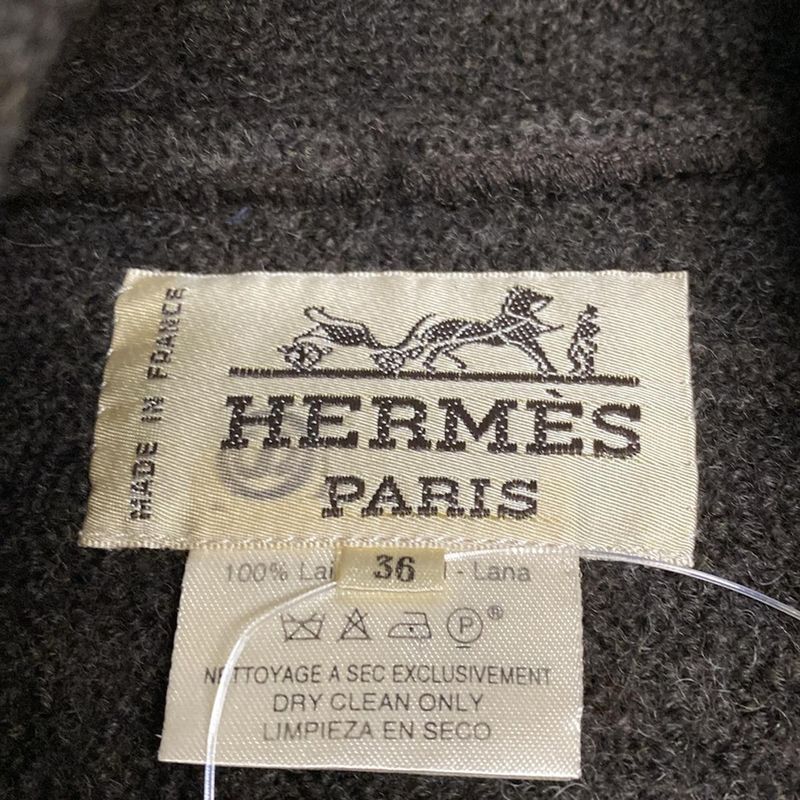 MADE IN FRANCE
HERMÈS
PARIS
36
100% - Lana
P ®
NETTOYAGE A SEC EXCLUSIVEMENT
DRY CLEAN ONLY
LIMPIEZA EN SECO